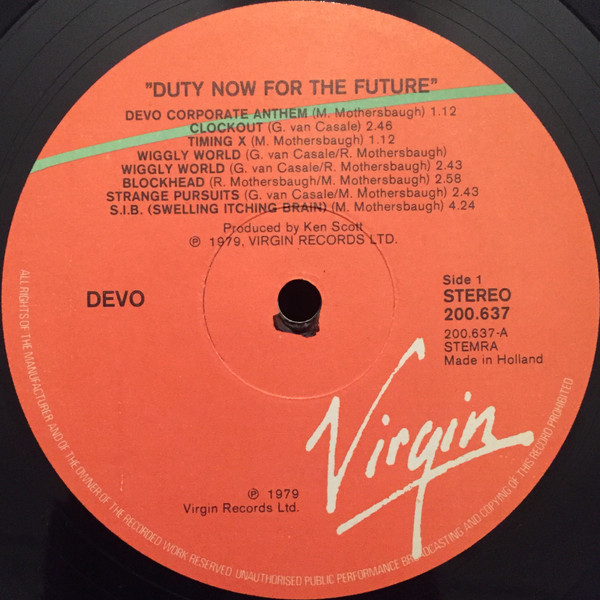 "DUTY NOW FOR THE FUTURE"
DEVO CORPORATE ANTHEM (M. Mothersbaugh) 1.12
CLOCKOUT (G. van Casale) 2.46
TIMING X (M. Mothersbaugh) 1.12
WIGGLY WORLD (G. van Casale/R. Mothersbaugh)
WIGGLY WORLD (G. van Casale/R. Mothersbaugh) 2.43
BLOCKHEAD (R. Mothersbaugh/M. Mothersbaugh) 2.58
STRANGE PURSUITS (G. van Casale) 2.43
S.I.B. (SWELLING ITCHING BRAIN) (M. Mothersbaugh) 4.24
Produced by Ken Scott
℗ 1979, VIRGIN RECORDS LTD.
DEVO
Side 1
STEREO
200.637
200.637-A
STEMRA
Made in Holland
Virgin
℗ 1979
Virgin Records Ltd.
ALL RIGHTS OF THE MANUFACTURER AND OF THE OWNER OF THE RECORDED WORK RESERVED. UNAUTHORISED PUBLIC PERFORMANCE BROADCASTING AND COPYING OF THIS RECORD PROHIBITED